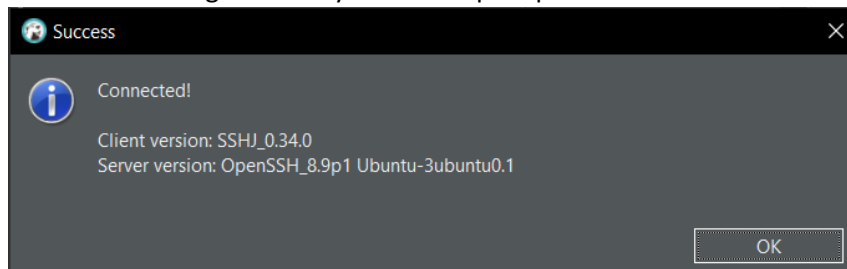 Success
Connected!
Client version: SSHJ_0.34.0
Server version: OpenSSH_8.9p1 Ubuntu-3ubuntu0.1
OK